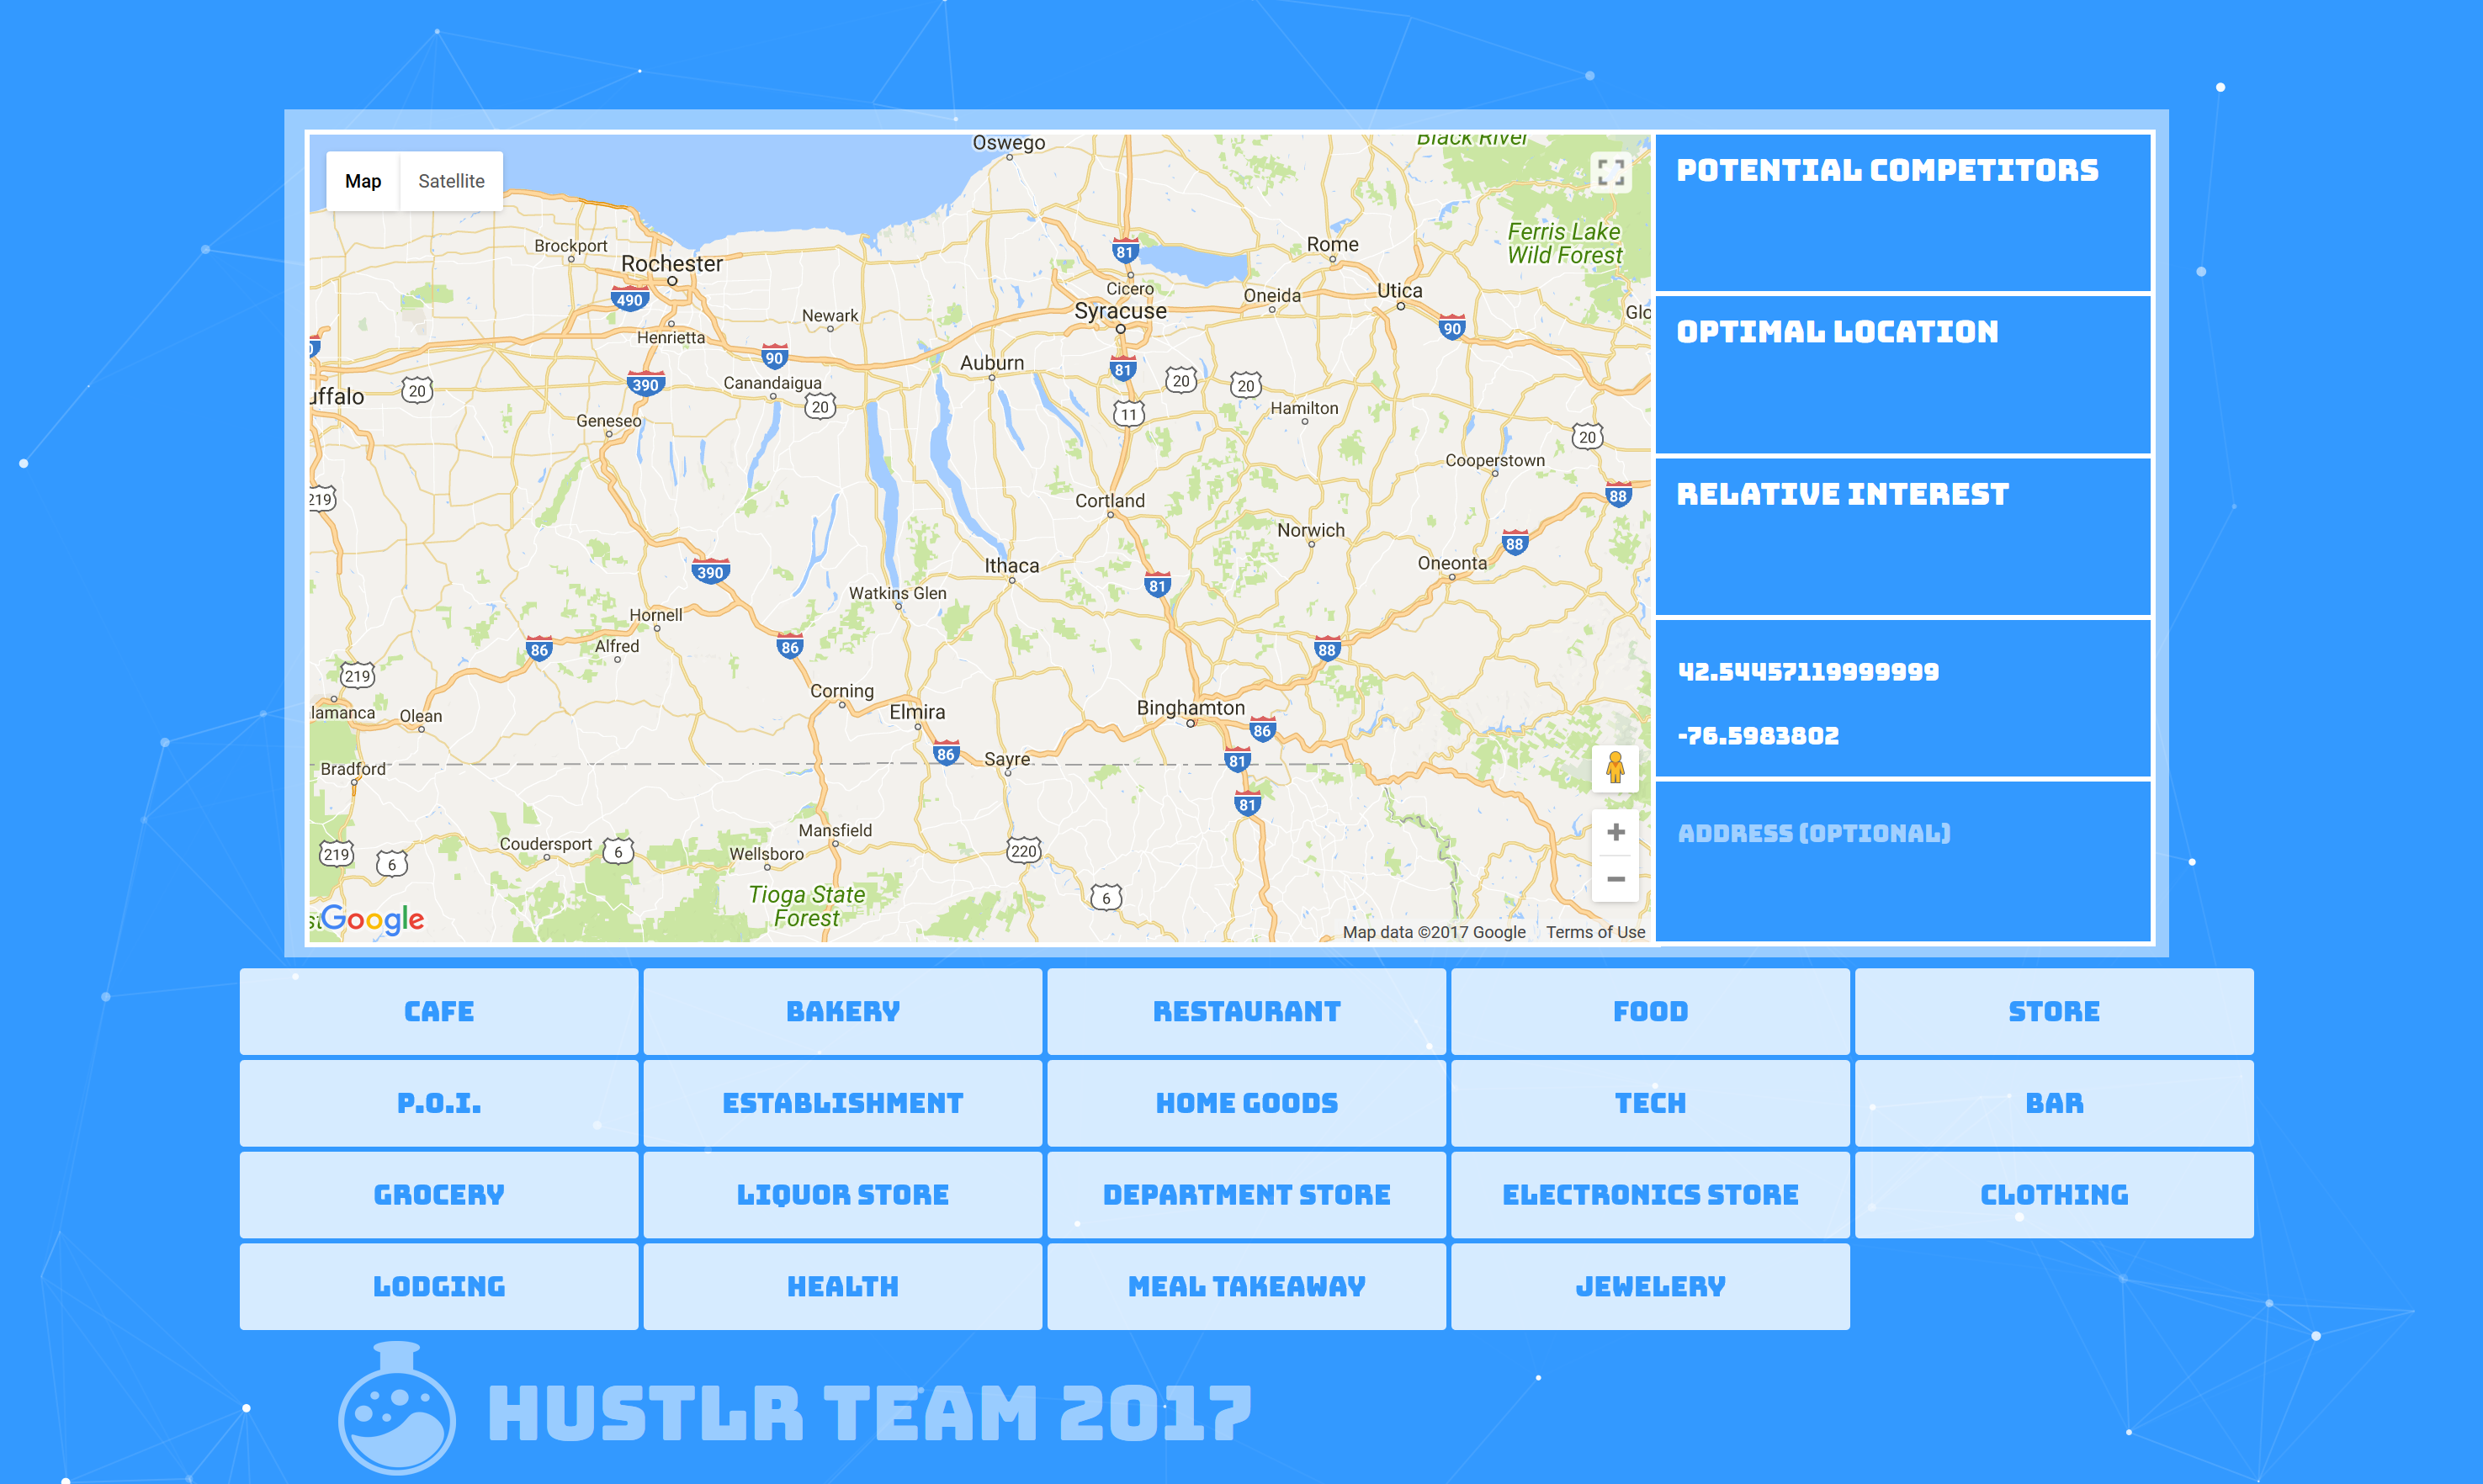 Oswego
Black River
Map
Satellite
Ferris Lake
Wild Forest
Brockport
Rochester
81
Rome
490
Cicero
Oneida
Utica
Syracuse
Newark
Glo
90
Henrietta
90
Auburn
81
390
Canandaigua
20
20
20
uffalo
20
11
Hamilton
Geneseo
20
Cooperstown
219
Cortland
88
Norwich
88
390
Ithaca
Oneonta
81
Watkins Glen
Hornell
86
Alfred
86
88
219
Corning
lamanca
Olean
Elmira
Binghamton
86
86
81
Sayre
Bradford
81
Mansfield
Coudersport
6
Wellsboro
220
219
6
Tioga State
Forest
6
Google
Map data ©2017 Google
Terms of Use
POTENTIAL COMPETITORS
OPTIMAL LOCATION
RELATIVE INTEREST
42.54457119999999
-76.5983802
ADDRESS (OPTIONAL)
CAFE
BAKERY
RESTAURANT
FOOD
STORE
P.O.I.
ESTABLISHMENT
HOME GOODS
TECH
BAR
GROCERY
LIQUOR STORE
DEPARTMENT STORE
ELECTRONICS STORE
CLOTHING
LODGING
HEALTH
MEAL TAKEAWAY
JEWELERY
HUSTLR TEAM 2017